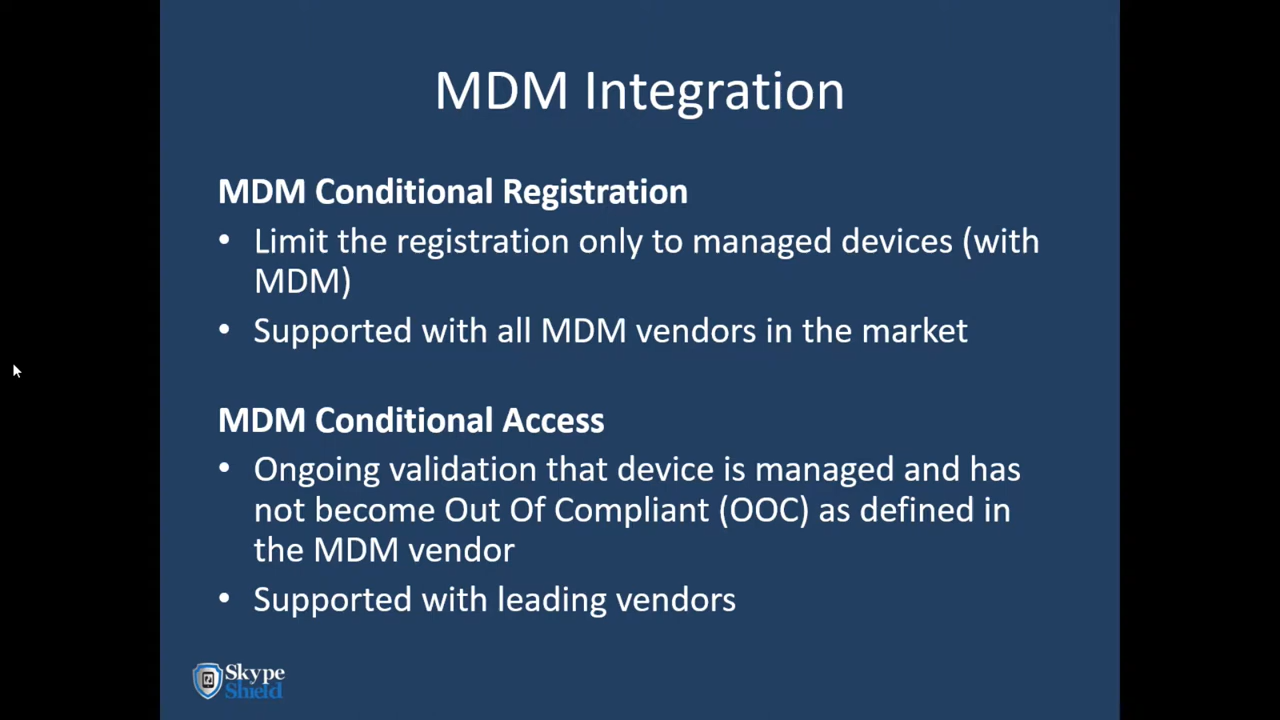 MDM Integration
MDM Conditional Registration
• Limit the registration only to managed devices (with
MDM)
• Supported with all MDM vendors in the market
MDM Conditional Access
• Ongoing validation that device is managed and has
not become Out Of Compliant (OOC) as defined in
the MDM vendor
• Supported with leading vendors
Skype
Shield